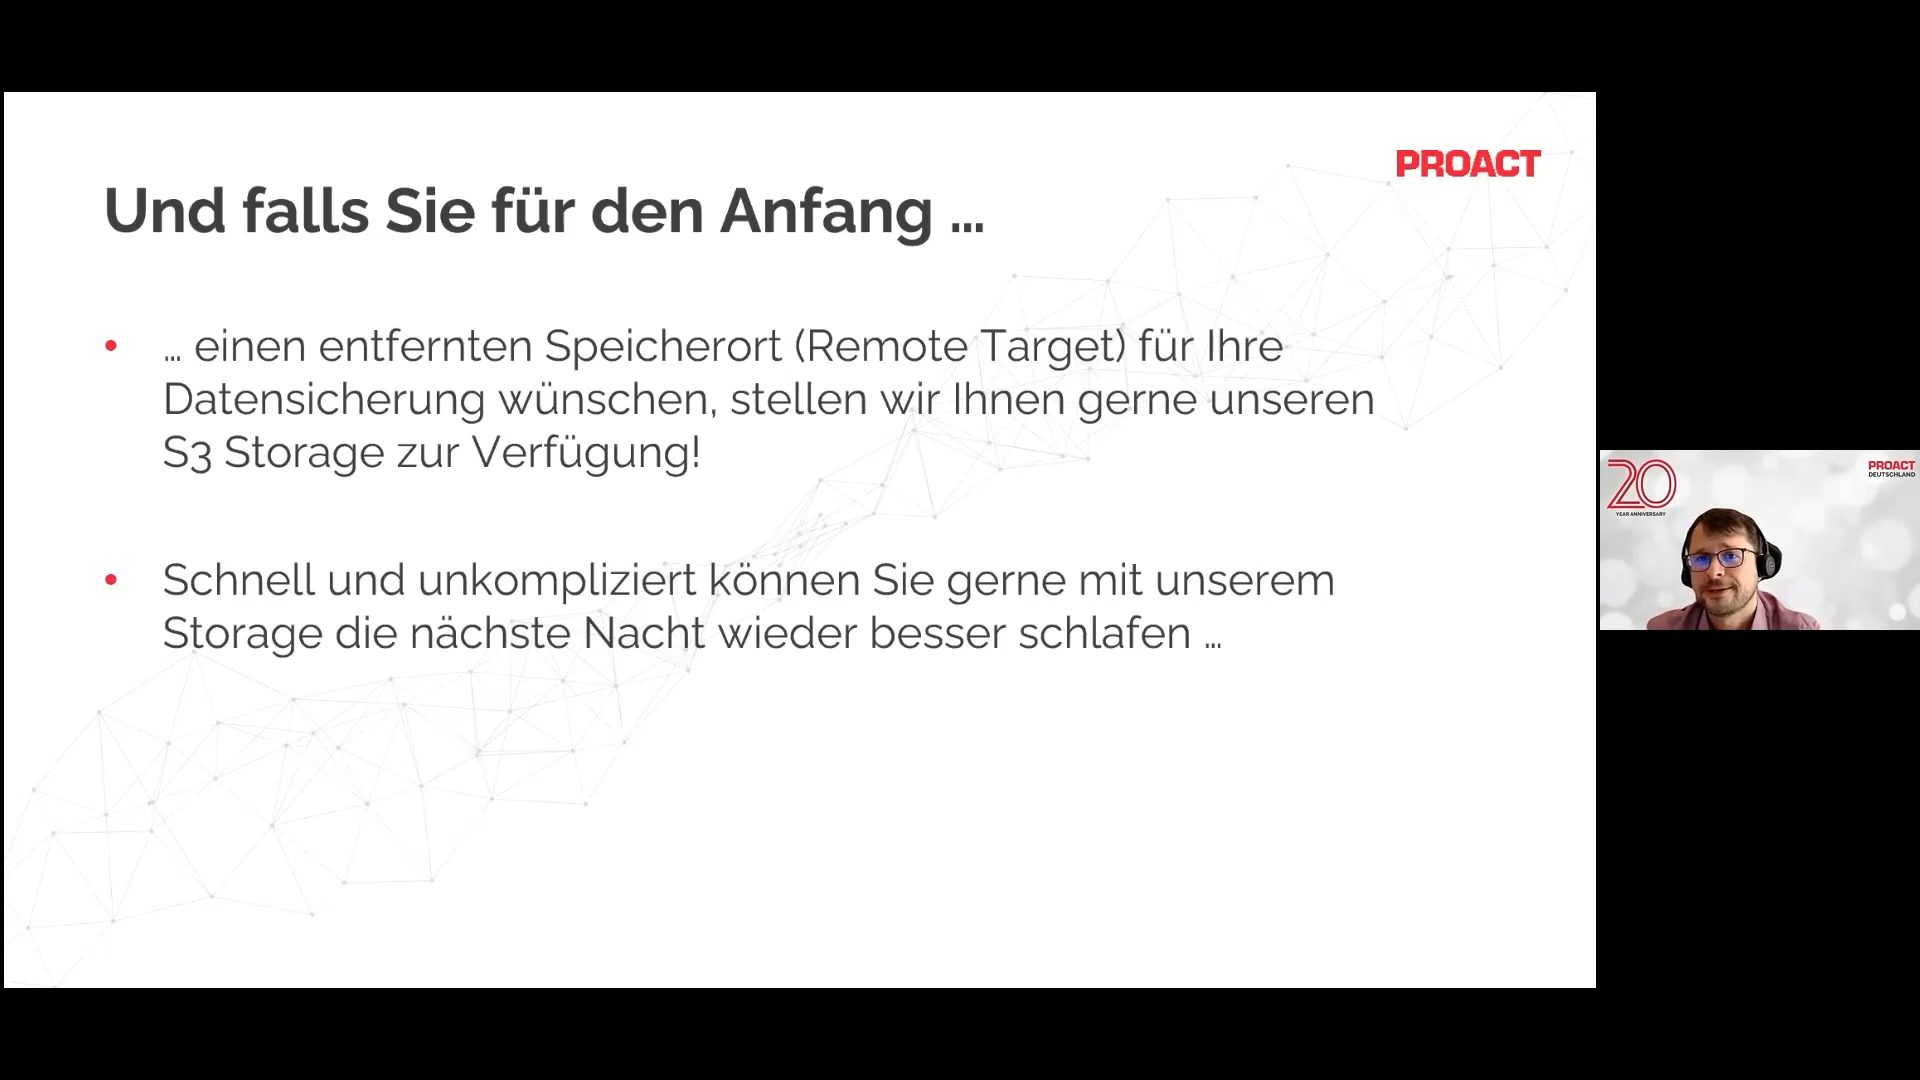 PROACT
Und falls Sie für den Anfang ...
• ... einen entfernten Speicherort (Remote Target) für Ihre
Datensicherung wünschen, stellen wir Ihnen gerne unseren
S3 Storage zur Verfügung!
• Schnell und unkompliziert können Sie gerne mit unserem
Storage die nächste Nacht wieder besser schlafen ...
20
YEAR ANNIVERSARY
PROACT
DEUTSCHLAND